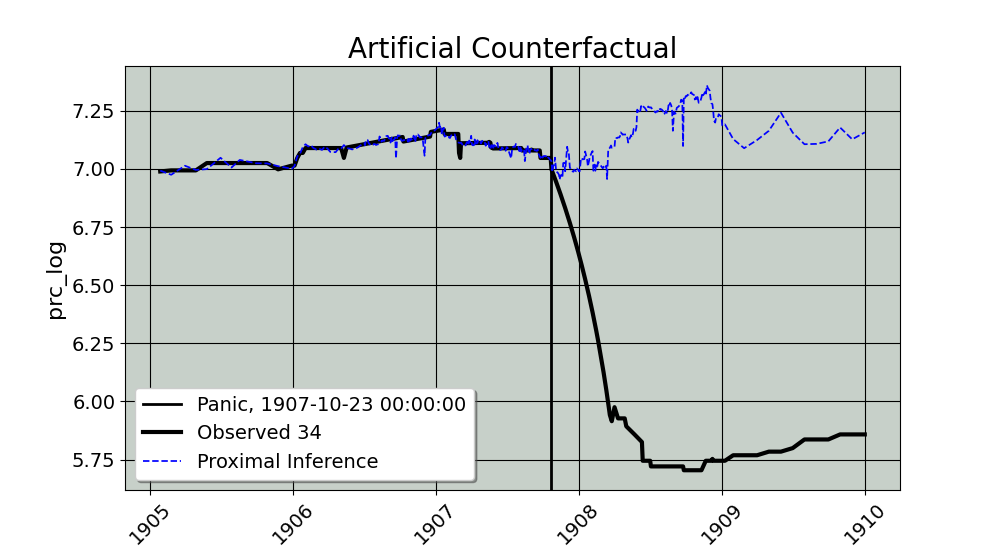 Artificial Counterfactual
prc_log
7.25
7.00
6.75
6.50
6.25
6.00
5.75
Panic, 1907-10-23 00:00:00
Observed 34
Proximal Inference
1905
1906
1907
1908
1909
1910